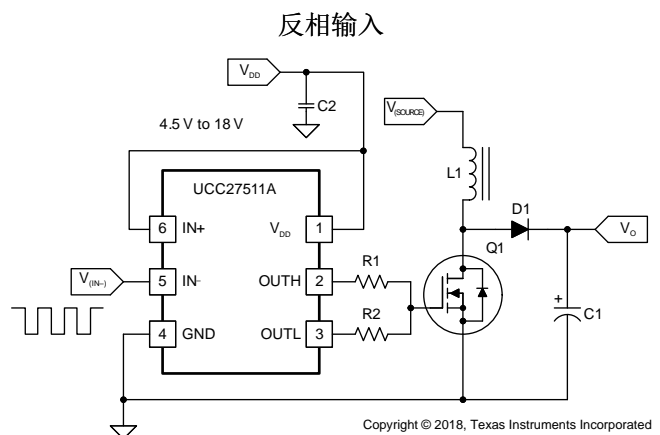 反相输入
V_DD
C2
4.5 V to 18 V
V_(SOURCE)
L1
UCC27511A
D1
6 IN+
V_DD 1
V_O
R1
Q1
V_(IN−)
5 IN-
OUTH 2
R2
+
C1
4 GND
OUTL 3
Copyright © 2018, Texas Instruments Incorporated